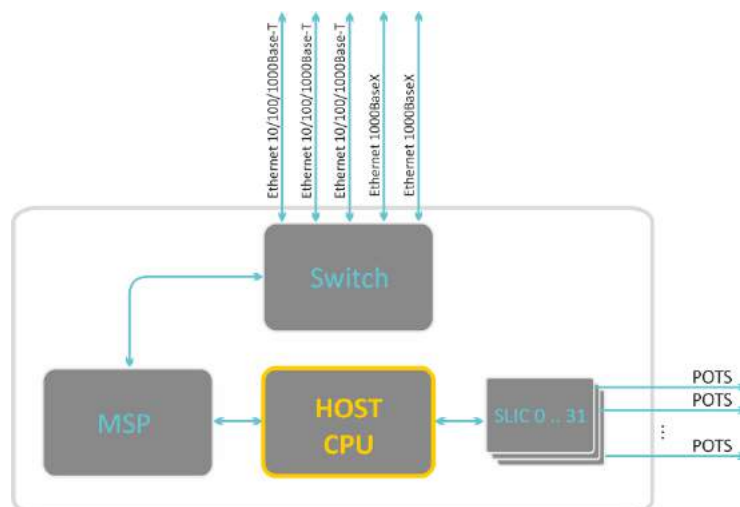 Ethernet 10/100/1000Base-T
Ethernet 10/100/1000Base-T
Ethernet 10/100/1000Base-T
Ethernet 1000BaseX
Ethernet 1000BaseX
Switch
MSP
HOST
CPU
SLIC 0 .. 31
POTS
POTS
...
POTS